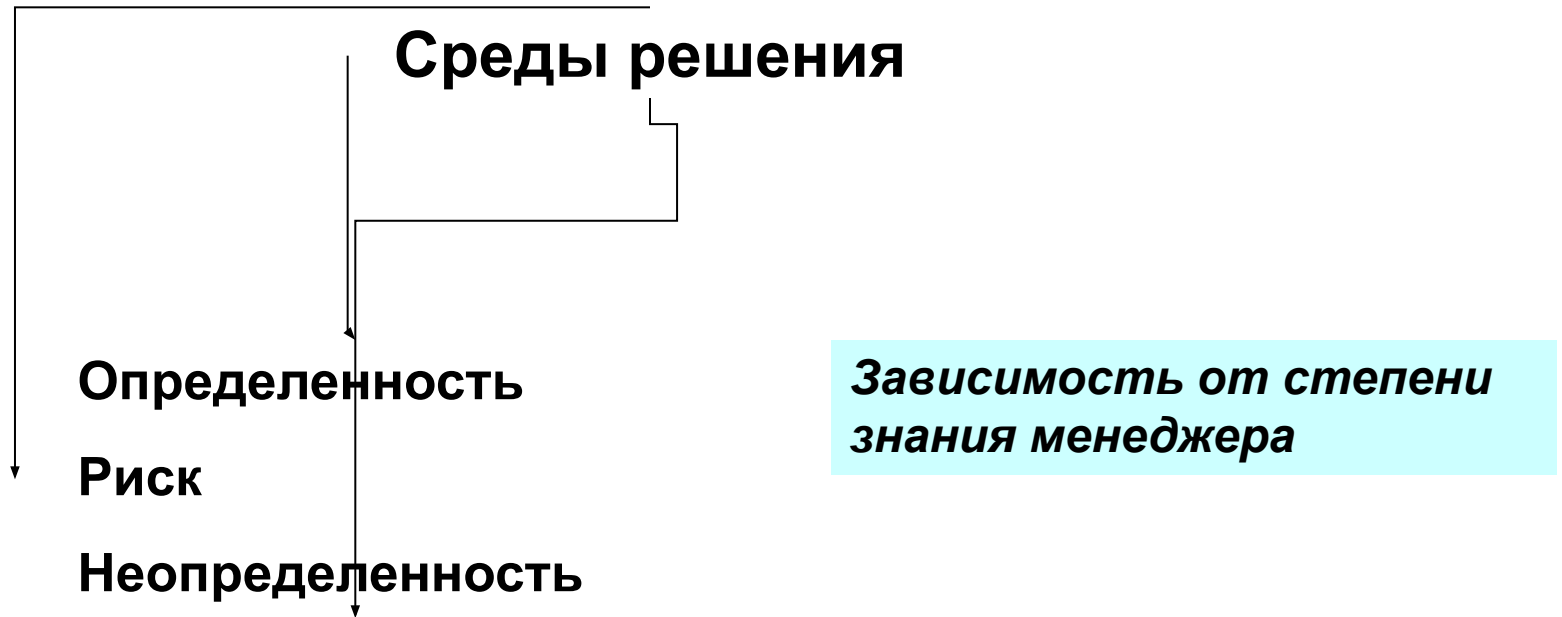 Среды решения
Определенность
Риск
Неопределенность
Зависимость от степени
знания менеджера